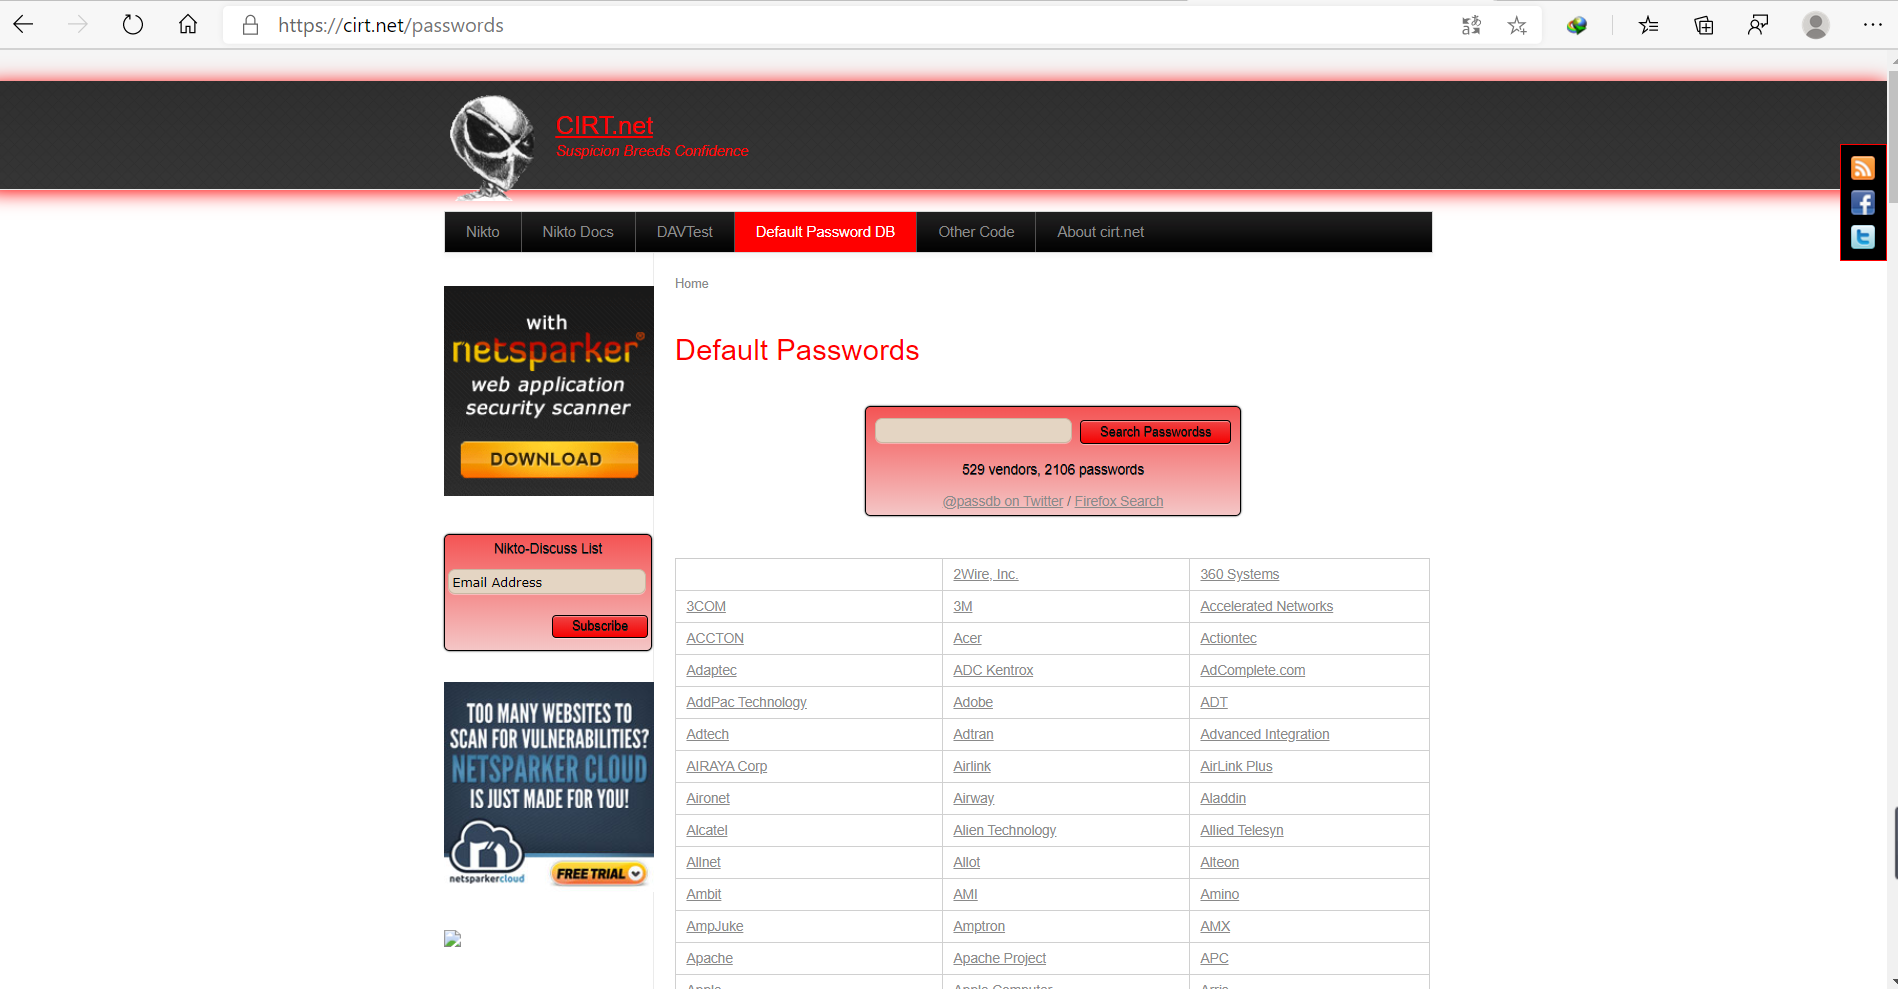 https://cirt.net/passwords
CIRT.net
Suspicion Breeds Confidence
Nikto
Nikto Docs
DAVTest
Default Password DB
Other Code
About cirt.net
with
netsparker®
web application
security scanner
DOWNLOAD
Nikto-Discuss List
Email Address
Subscribe
TOO MANY WEBSITES TO
SCAN FOR VULNERABILITIES?
NETSPARKER CLOUD
IS JUST MADE FOR YOU!
netsparkercloud
FREE TRIAL
Home
Default Passwords
Search Passwordss
529 vendors, 2106 passwords
@passdb on Twitter / Firefox Search
2Wire, Inc. 360 Systems
3COM 3M Accelerated Networks
ACCTON Acer Actiontec
Adaptec ADC Kentrox AdComplete.com
AddPac Technology Adobe ADT
Adtech Adtran Advanced Integration
AIRAYA Corp Airlink AirLink Plus
Aironet Airway Aladdin
Alcatel Alien Technology Allied Telesyn
Allnet Allot Alteon
Ambit AMI Amino
AmpJuke Amptron AMX
Apache Apache Project APC
Apple Apple Computer Arris